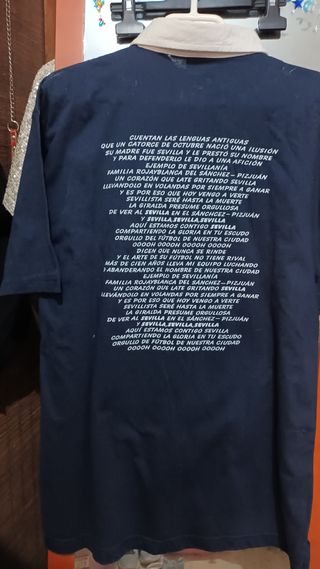 CUENTAN LAS LENGUAS ANTIGUAS
QUE UN CATORCE DE OCTUBRE NACIÓ UNA ILUSIÓN
SU MADRE FUE SEVILLA Y LE PRESTÓ SU NOMBRE
Y PARA DEFENDERLO LE DIO A UNA AFICIÓN
EJEMPLO DE SEVILLANÍA
FAMILIA ROJAYBLANCA DEL SÁNCHEZ- PIZJUÁN
UN CORAZÓN QUE LATE GRITANDO SEVILLA
LLEVÁNDOLO EN VOLANDAS POR SIEMPRE A GANAR
Y ES POR ESO QUE HOY VENGO A VERTE
SEVILLISTA SERÉ HASTA LA MUERTE
LA GIRALDA PRESUME ORGULLOSA
DE VER AL SEVILLA EN EL SÁNCHCEZ- PIZJUÁN
Y SEVILLA,SEVILLA,SEVILLA
AQUÍ ESTAMOS CONTIGO SEVILLA
COMPARTIENDO LA GLORIA EN TU ESCUDO
ORGULLO DEL FÚTBOL DE NUESTRA CIUDAD
OOOOH OOOOH OOOOH OOOOH
DICEN QUE NUNCA SE RINDE
Y EL ARTE DE SU FÚTBOL NO TIENE RIVAL
MÁS DE CIEN AÑOS LLEVA MI EQUIPO LUCHANDO
ABANDERANDO EL NOMBRE DE NUESTRA CIUDAD
EJEMPLO DE SEVILLANÍA
FAMILIA ROJAYBLANCA DEL SÁNCHEZ- PIZJUÁN
UN CORAZÓN QUE LATE GRITANDO SEVILLA
LLEVÁNDOLO EN VOLANDAS POR SIEMPRE A GANAR
Y ES POR ESO QUE HOY VENGO A VERTE
SEVILLISTA SERÉ HASTA LA MUERTE
LA GIRALDA PRESUME ORGULLOSA
DE VER AL SEVILLA EN EL SÁNCHEZ- PIZJUÁN
Y SEVILLA,SEVILLA,SEVILLA
AQUÍ ESTAMOS CONTIGO SEVILLA
COMPARTIENDO LA GLORIA EN TU ESCUDO
ORGULLO DE FÚTBOL DE NUESTRA CIUDAD
OOOOH OOOOH OOOOH OOOOH